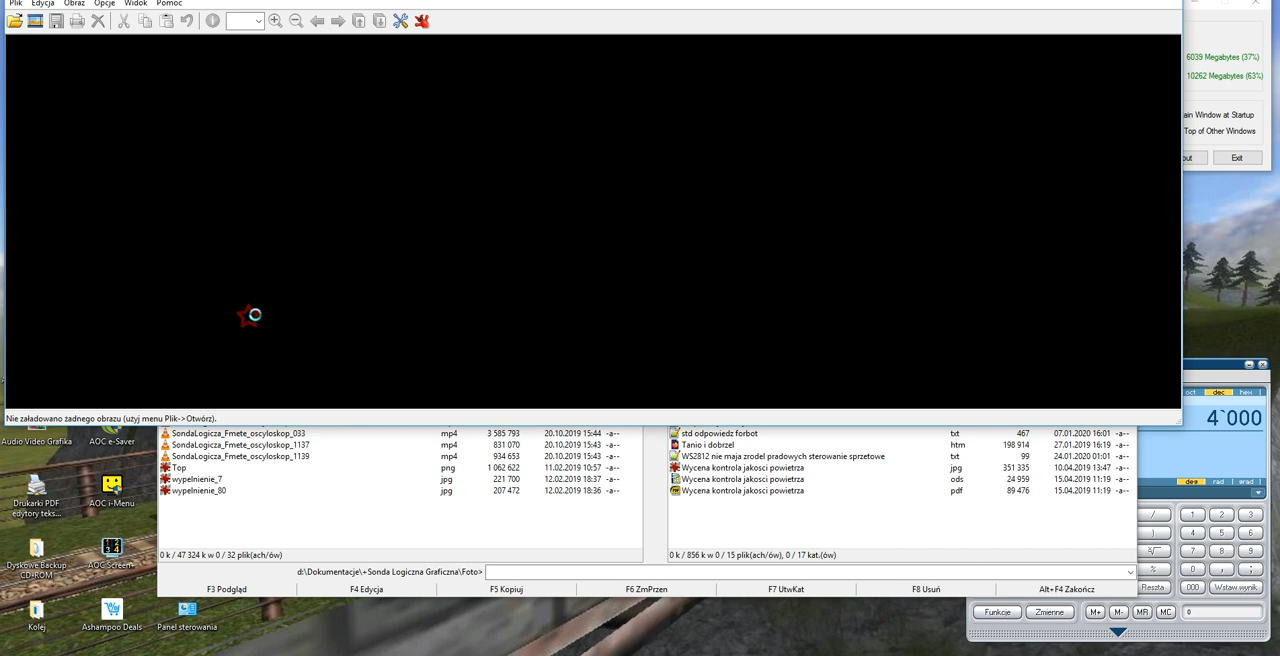 Plik Edycja Obraz Opcje Widok Pomoc
6039 Megabytes (37%)
10262 Megabytes (63%)
ain Window at Startup
Top of Other Windows
out Exit
Nie załadowano żadnego obrazu (użyj menu Plik->Otwórz).
oct dec hex
4`000
deg rad grad
SondaLogicza_Fmete_oscyloskop_033 mp4 3 585 793 20.10.2019 15:44 -a--
SondaLogicza_Fmete_oscyloskop_1137 mp4 831 070 20.10.2019 15:43 -a--
SondaLogicza_Fmete_oscyloskop_1139 mp4 934 653 20.10.2019 15:43 -a--
Top png 1 062 622 11.02.2019 10:57 -a--
wypelnienie_7 jpg 221 700 12.02.2019 18:37 -a--
wypelnienie_80 jpg 207 472 12.02.2019 18:36 -a--
0 k / 47 324 k w 0 / 32 plik(ach/ów)
std odpowiedź forbot txt 467 07.01.2020 16:01 -a--
Tanio i dobrzel htm 198 914 27.01.2019 16:19 -a--
WS2812 nie maja zrodel pradowych sterowanie sprzetowe txt 99 24.01.2020 01:01 -a--
Wycena kontrola jakosci powietrza jpg 351 335 10.04.2019 13:47 -a--
Wycena kontrola jakosci powietrza ods 24 959 15.04.2019 11:19 -a--
Wycena kontrola jakosci powietrza pdf 89 476 15.04.2019 11:19 -a--
0 k / 856 k w 0 / 15 plik(ach/ów), 0 / 17 kat.(ów)
d:\Dokumentacje\+Sonda Logiczna Graficzna\Foto>
F3 Podgląd F4 Edycja F5 Kopiuj F6 ZmPrzen F7 UtwKat F8 Usuń Alt+F4 Zakończ
Audio Video Grafika
AOC e-Saver
Drukarki PDF
edytory teks...
AOC i-Menu
Dyskowe Backup
CD-ROM
AOC Screen+
Kolej
Ashampoo Deals
Panel sterowania
/ 1 2 3
) 4 5 6
7 8 9
% 0 , ;
Reszta 000 Wstaw wynik
Funkcje Zmienne M+ M- MR MC 0